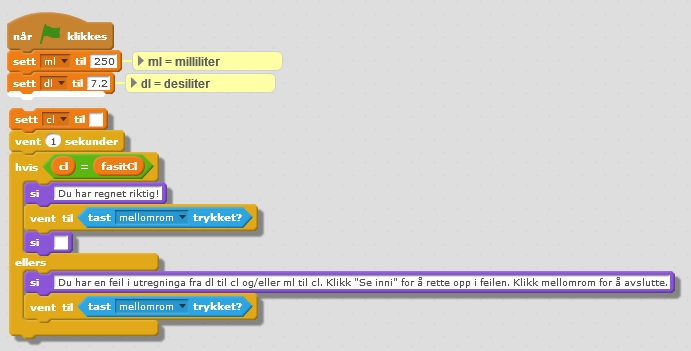 når klikkes
sett ml til 250 ml = milliliter
sett dl til 7.2 dl = desiliter
sett cl til
vent 1 sekunder
hvis cl = fasitCl
si Du har regnet riktig!
vent til tast mellomrom trykket?
si
ellers
si Du har en feil i utregninga fra dl til cl og/eller ml til cl. Klikk "Se inni" for å rette opp i feilen. Klikk mellomrom for å avslutte.
vent til tast mellomrom trykket?